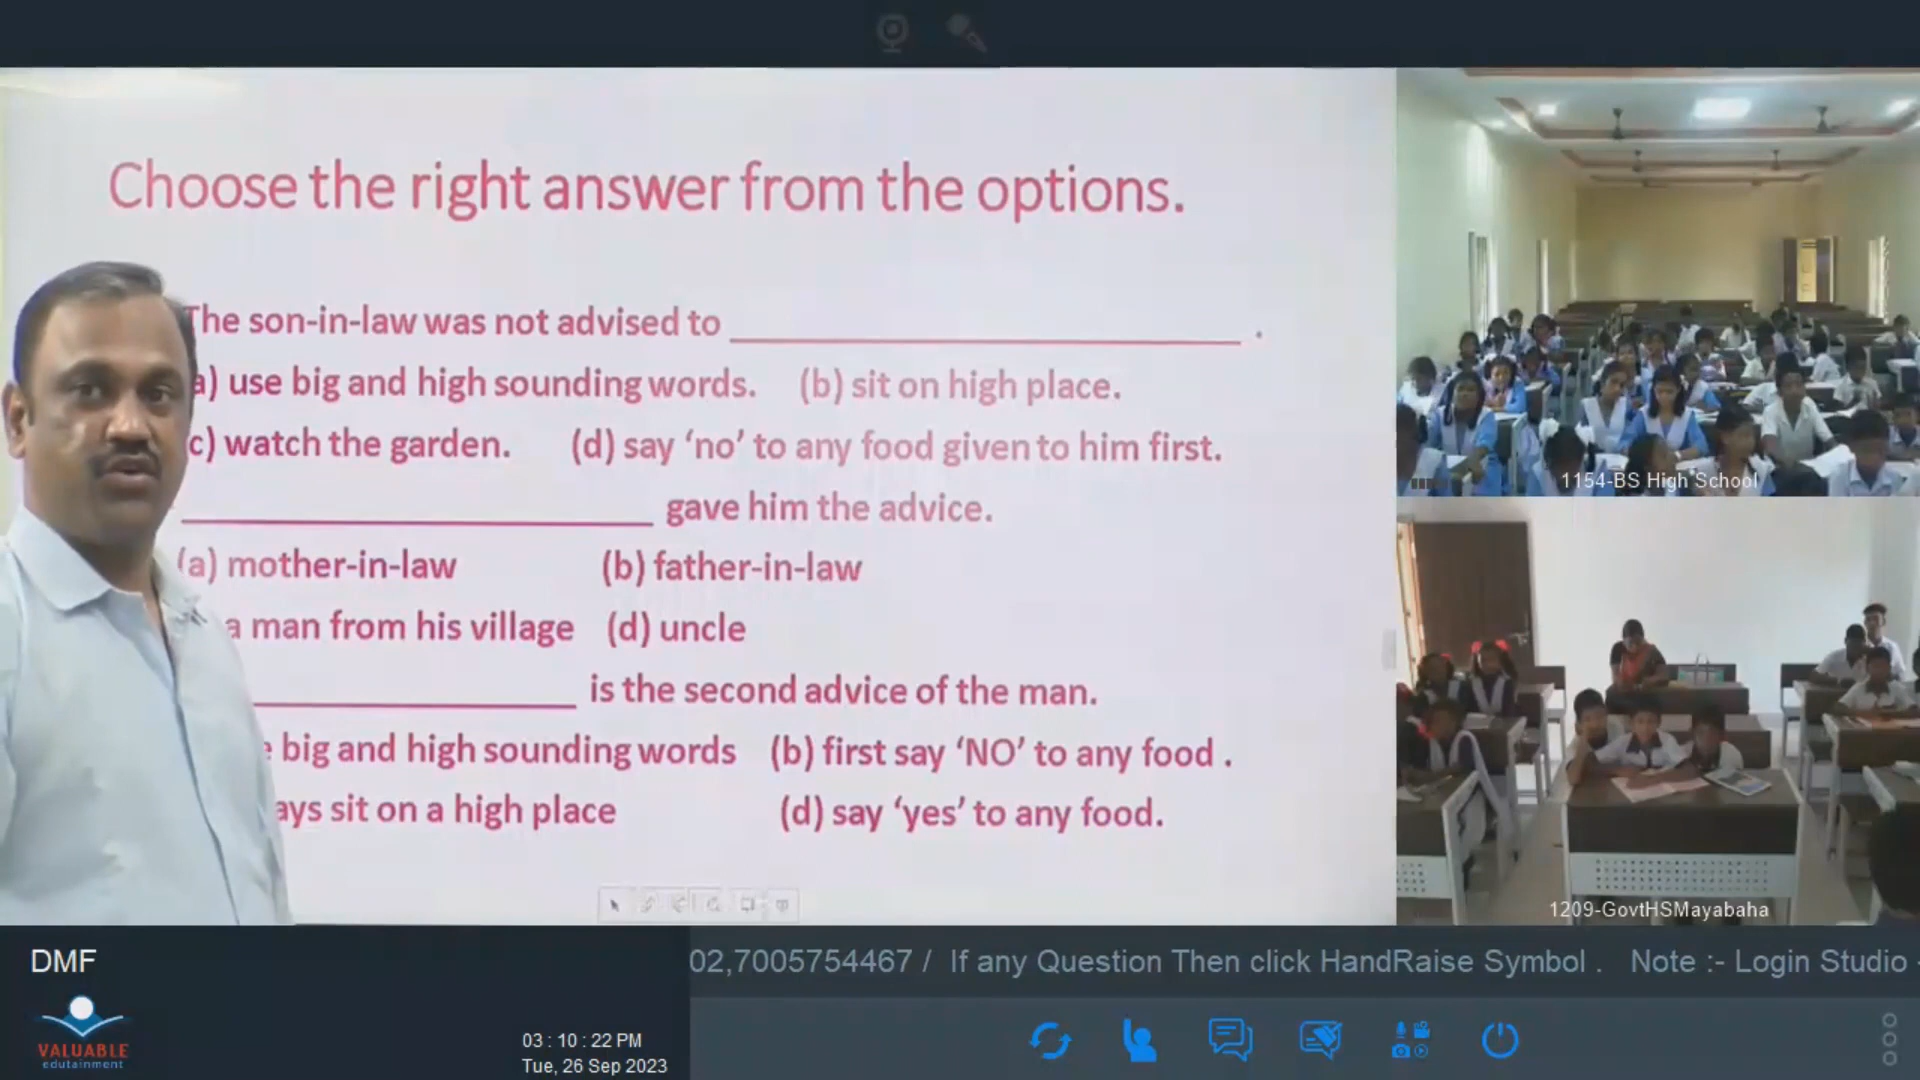 Choose the right answer from the options.
The son-in-law was not advised to ______________ .
a) use big and high sounding words. (b) sit on high place.
c) watch the garden. (d) say ‘no’ to any food given to him first.
______________ gave him the advice.
(a) mother-in-law (b) father-in-law
a man from his village (d) uncle
______________ is the second advice of the man.
big and high sounding words (b) first say ‘NO’ to any food .
ays sit on a high place (d) say ‘yes’ to any food.
1154-BS High School
1209-GovtHSMayabaha
DMF
02,7005754467 / If any Question Then click HandRaise Symbol . Note :- Login Studio -
VALUABLE
edutainment
03 : 10 : 22 PM
Tue, 26 Sep 2023